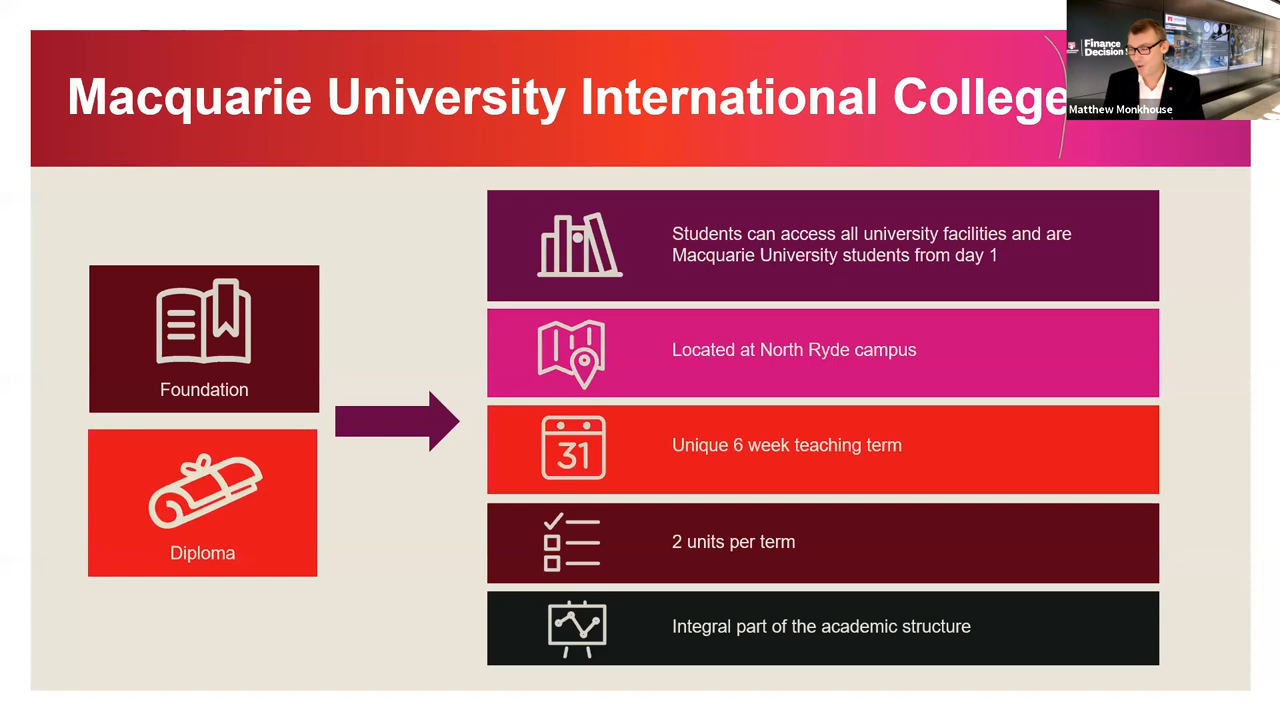 Macquarie University International College
Finance
Decision
Matthew Monkhouse
Students can access all university facilities and are
Macquarie University students from day 1
Foundation
Located at North Ryde campus
31
Unique 6 week teaching term
Diploma
2 units per term
Integral part of the academic structure